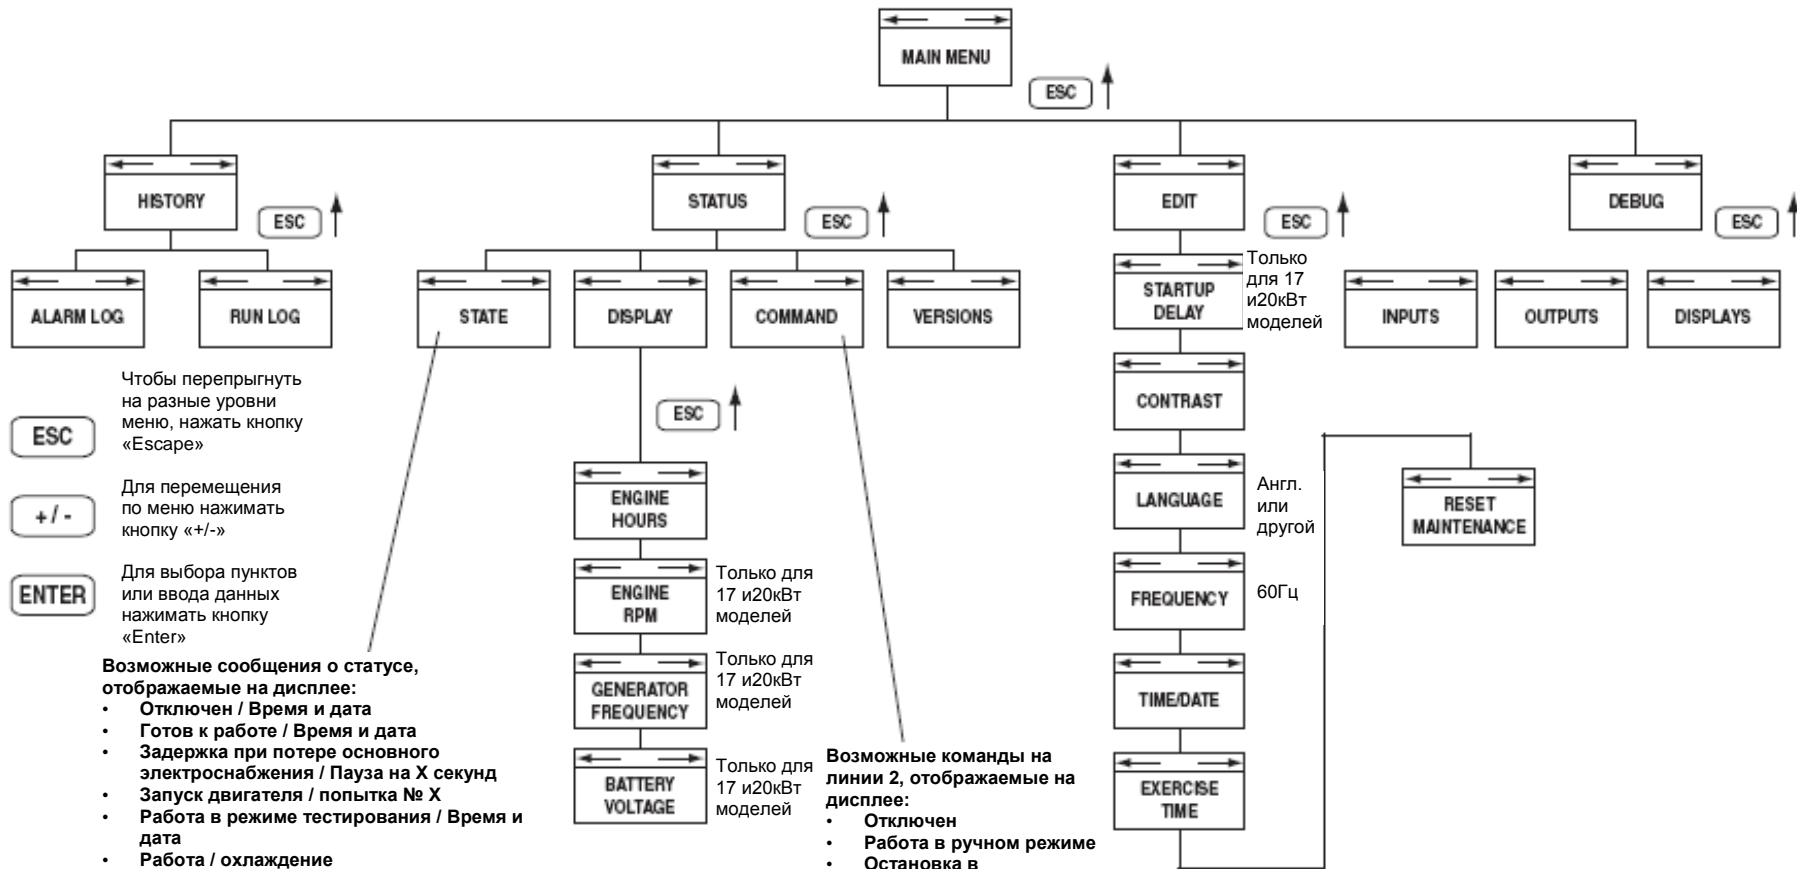 MAIN MENU
ESC
HISTORY
ESC
STATUS
ESC
EDIT
ESC
DEBUG
ESC
ALARM LOG
RUN LOG
STATE
DISPLAY
COMMAND
VERSIONS
STARTUP
DELAY
Только
для 17
и20кВт
моделей
INPUTS
OUTPUTS
DISPLAYS
ESC
Чтобы перепрыгнуть
на разные уровни
меню, нажать кнопку
«Escape»
+ / -
Для перемещения
по меню нажимать
кнопку «+/-»
ENTER
Для выбора пунктов
или ввода данных
нажимать кнопку
«Enter»
ESC
ENGINE
HOURS
ENGINE
RPM
Только для
17 и20кВт
моделей
GENERATOR
FREQUENCY
Только для
17 и20кВт
моделей
BATTERY
VOLTAGE
Только для
17 и20кВт
моделей
CONTRAST
LANGUAGE
Англ.
или
другой
FREQUENCY
60Гц
TIME/DATE
EXERCISE
TIME
RESET
MAINTENANCE
Возможные сообщения о статусе,
отображаемые на дисплее:
• Отключен / Время и дата
• Готов к работе / Время и дата
• Задержка при потере основного
электроснабжения / Пауза на Х секунд
• Запуск двигателя / попытка № Х
• Работа в режиме тестирования / Время и
дата
• Работа / охлаждение
Возможные команды на
линии 2, отображаемые на
дисплее:
• Отключен
• Работа в ручном режиме
• Остановка в